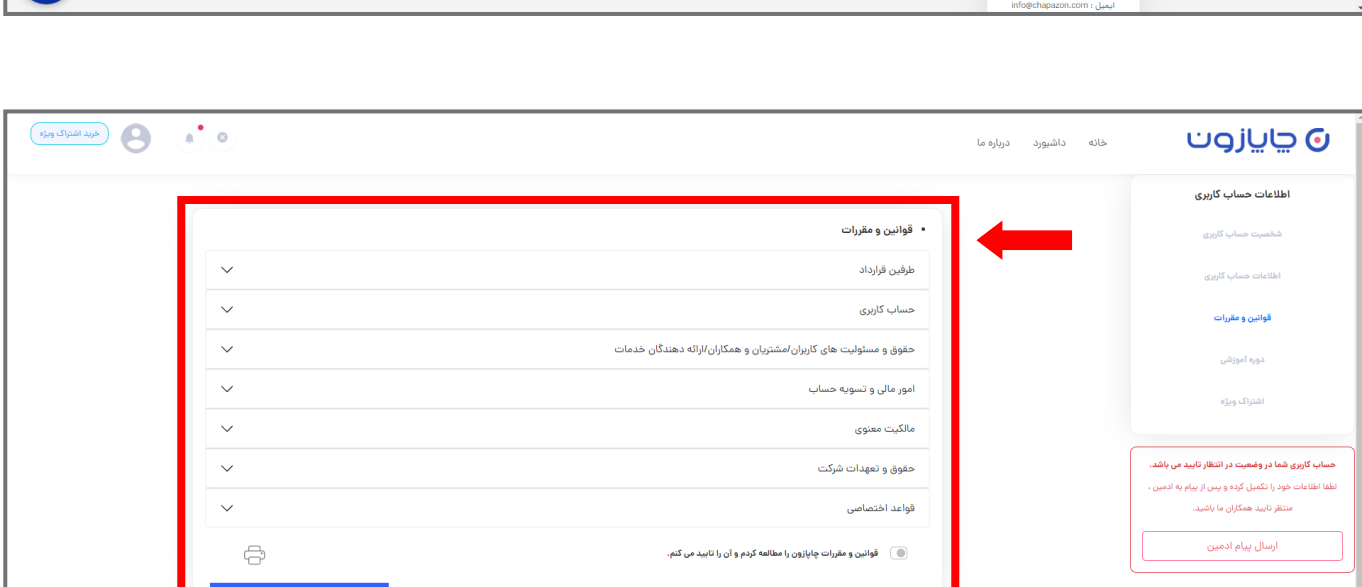 ایمیل : info@chapazon.com
چاپازون
خانه داشبورد درباره ما
خرید اشتراک ویژه
اطلاعات حساب کاربری
شخصیت حساب کاربری
اطلاعات حساب کاربری
قوانین و مقررات
دوره آموزشی
اشتراک ویژه
حساب کاربری شما در وضعیت در انتظار تایید می باشد.
لطفا اطلاعات خود را تکمیل کرده و پس از پیام به ادمین ،
منتظر تایید همکاران ما باشید.
ارسال پیام ادمین
• قوانین و مقررات
طرفین قرارداد
حساب کاربری
حقوق و مسئولیت های کاربران/مشتریان و همکاران/ارائه دهندگان خدمات
امور مالی و تسویه حساب
مالکیت معنوی
حقوق و تعهدات شرکت
قواعد اختصاصی
قوانین و مقررات چاپازون را مطالعه کردم و آن را تایید می کنم.